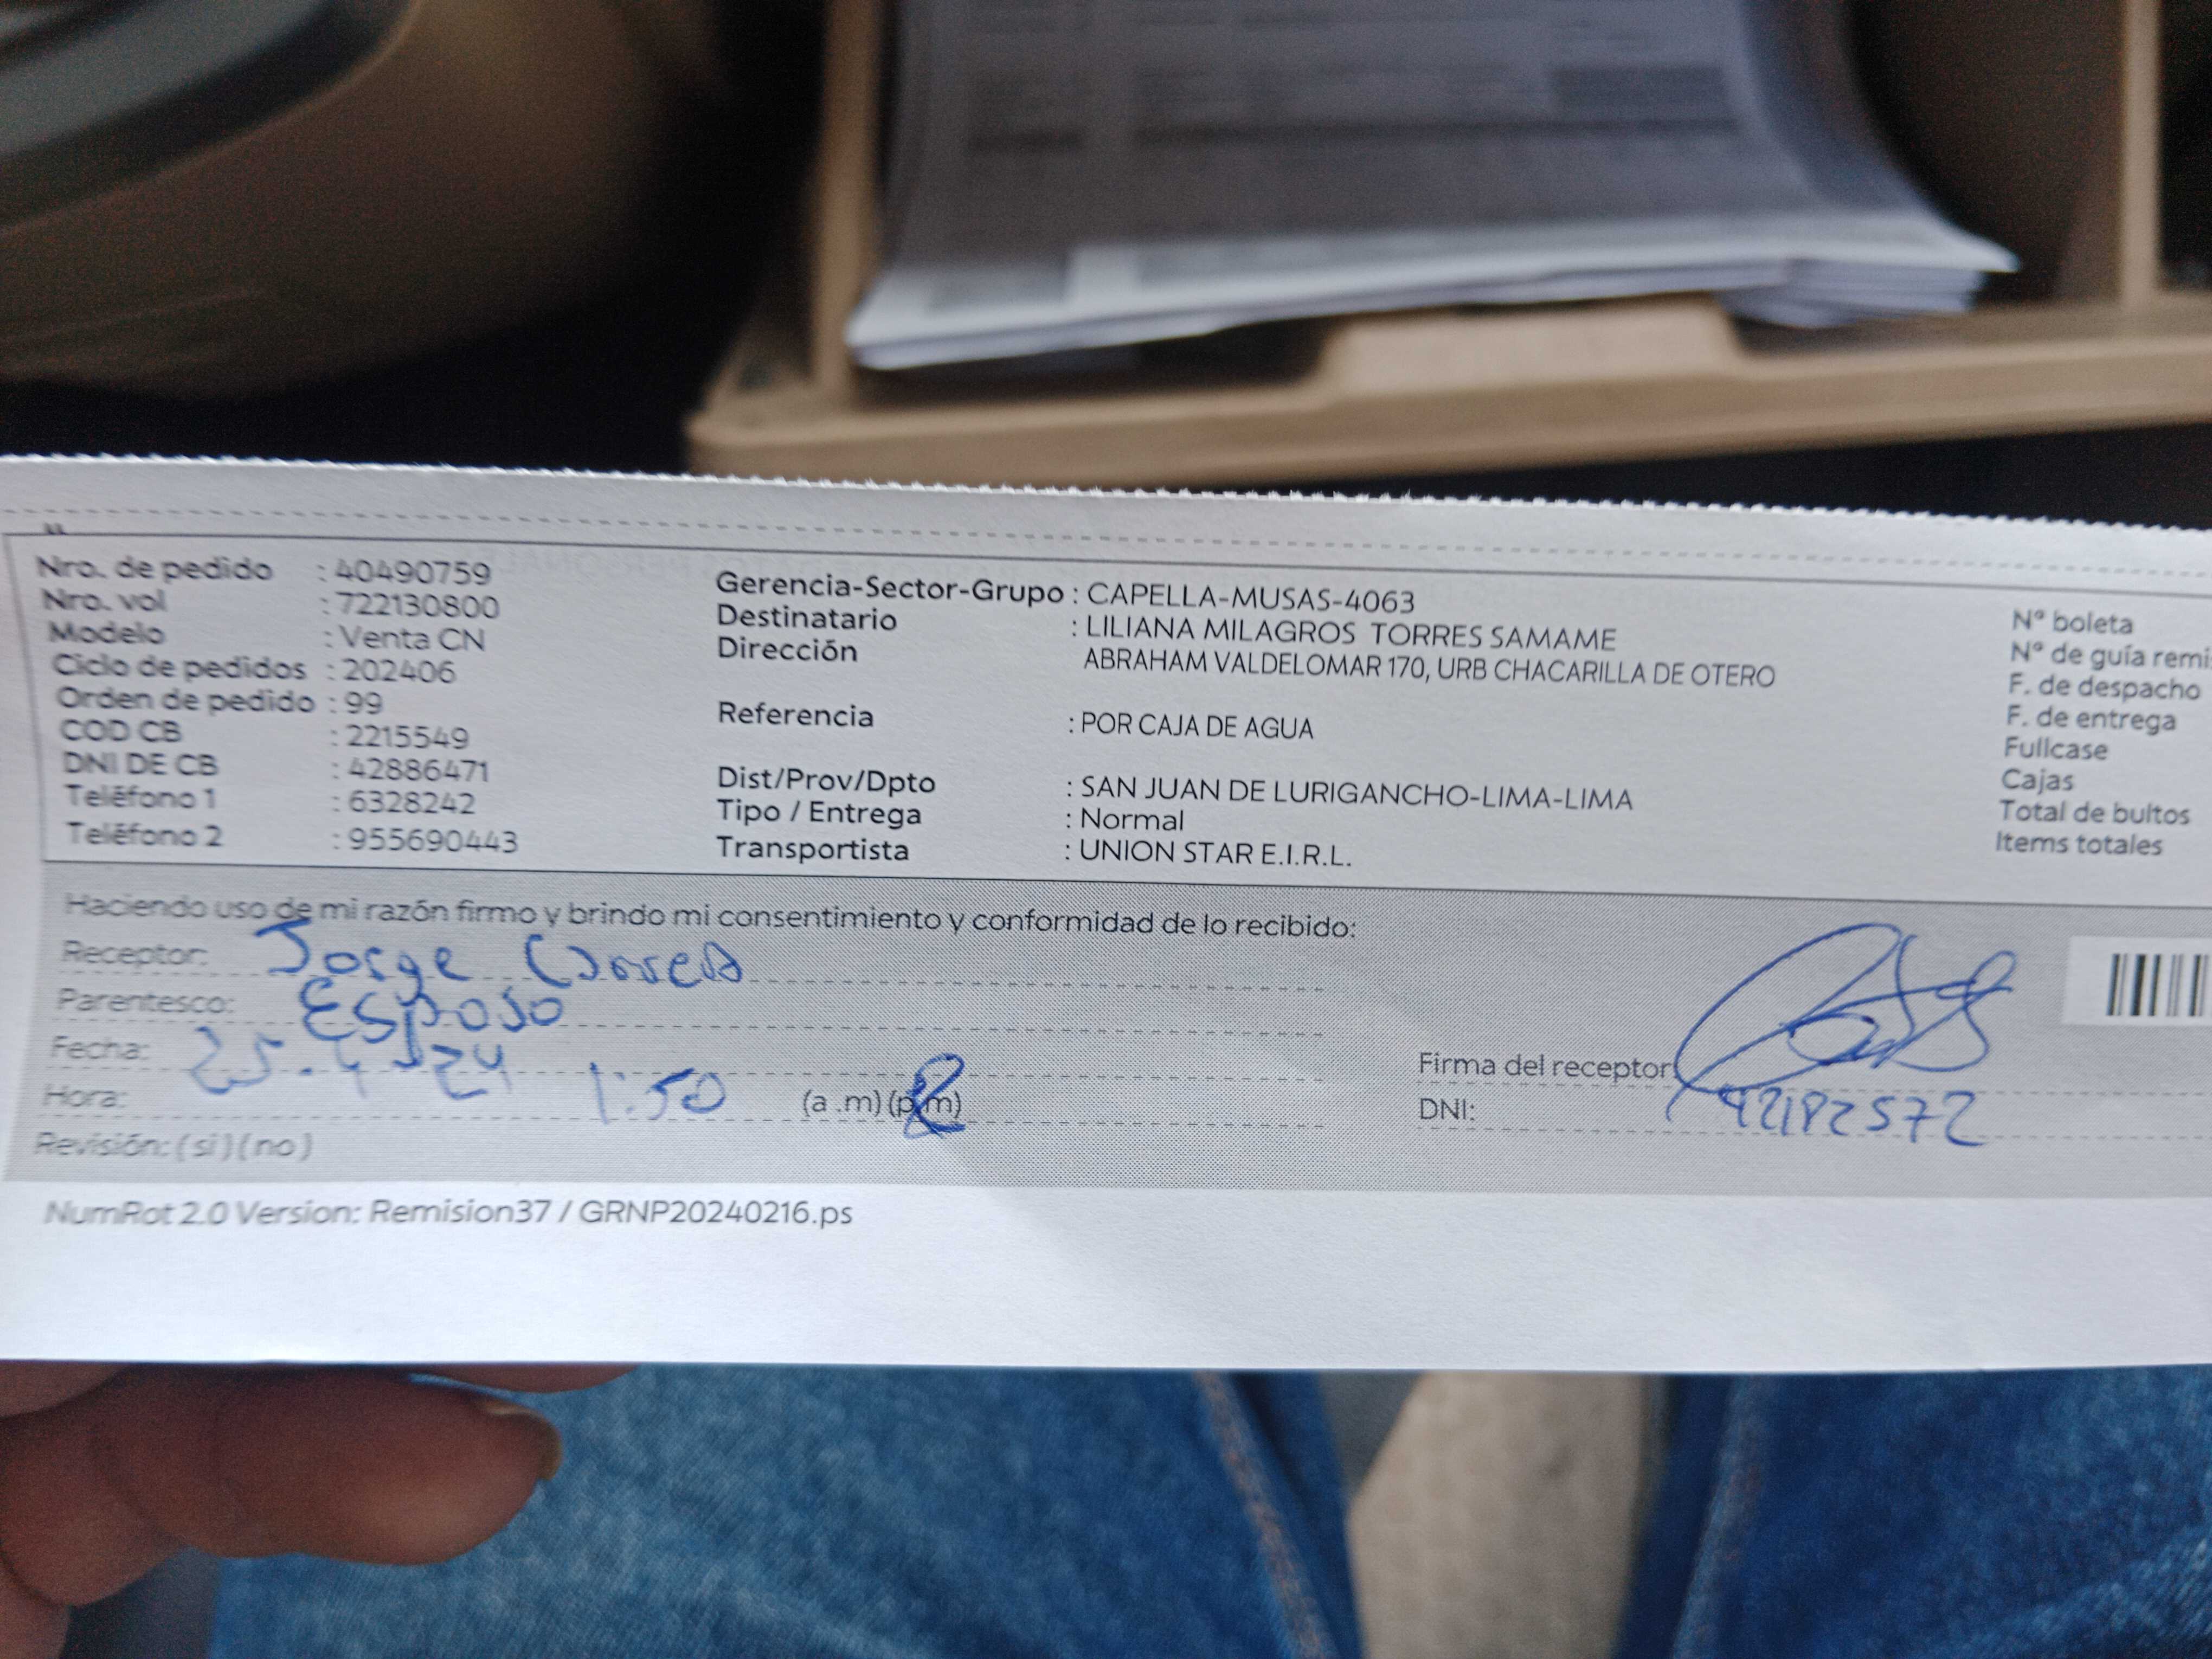 Nro. de pedido : 40490759
Nro. vol : 722130800
Modelo : Venta CN
Ciclo de pedidos : 202406
Orden de pedido : 99
COD CB : 2215549
DNI DE CB : 42886471
Teléfono 1 : 6328242
Teléfono 2 : 955690443
Gerencia-Sector-Grupo : CAPELLA-MUSAS-4063
Destinatario : LILIANA MILAGROS TORRES SAMAME
Dirección ABRAHAM VALDELOMAR 170, URB CHACARILLA DE OTERO
Referencia : POR CAJA DE AGUA
Dist/Prov/Dpto : SAN JUAN DE LURIGANCHO-LIMA-LIMA
Tipo / Entrega : Normal
Transportista : UNION STAR E.I.R.L.
N° boleta
N° de guía remi
F. de despacho
F. de entrega
Fullcase
Cajas
Total de bultos
Items totales
Haciendo uso de mi razón firmo y brindo mi consentimiento y conformidad de lo recibido:
Receptor: Jorge
Parentesco: Esposo
Fecha: 25-4-24
Hora: 1:50 (a .m) (p.m)
Revisión: ( si ) ( no )
Firma del receptor
DNI: 42182572
NumRot 2.0 Version: Remision37 / GRNP20240216.ps